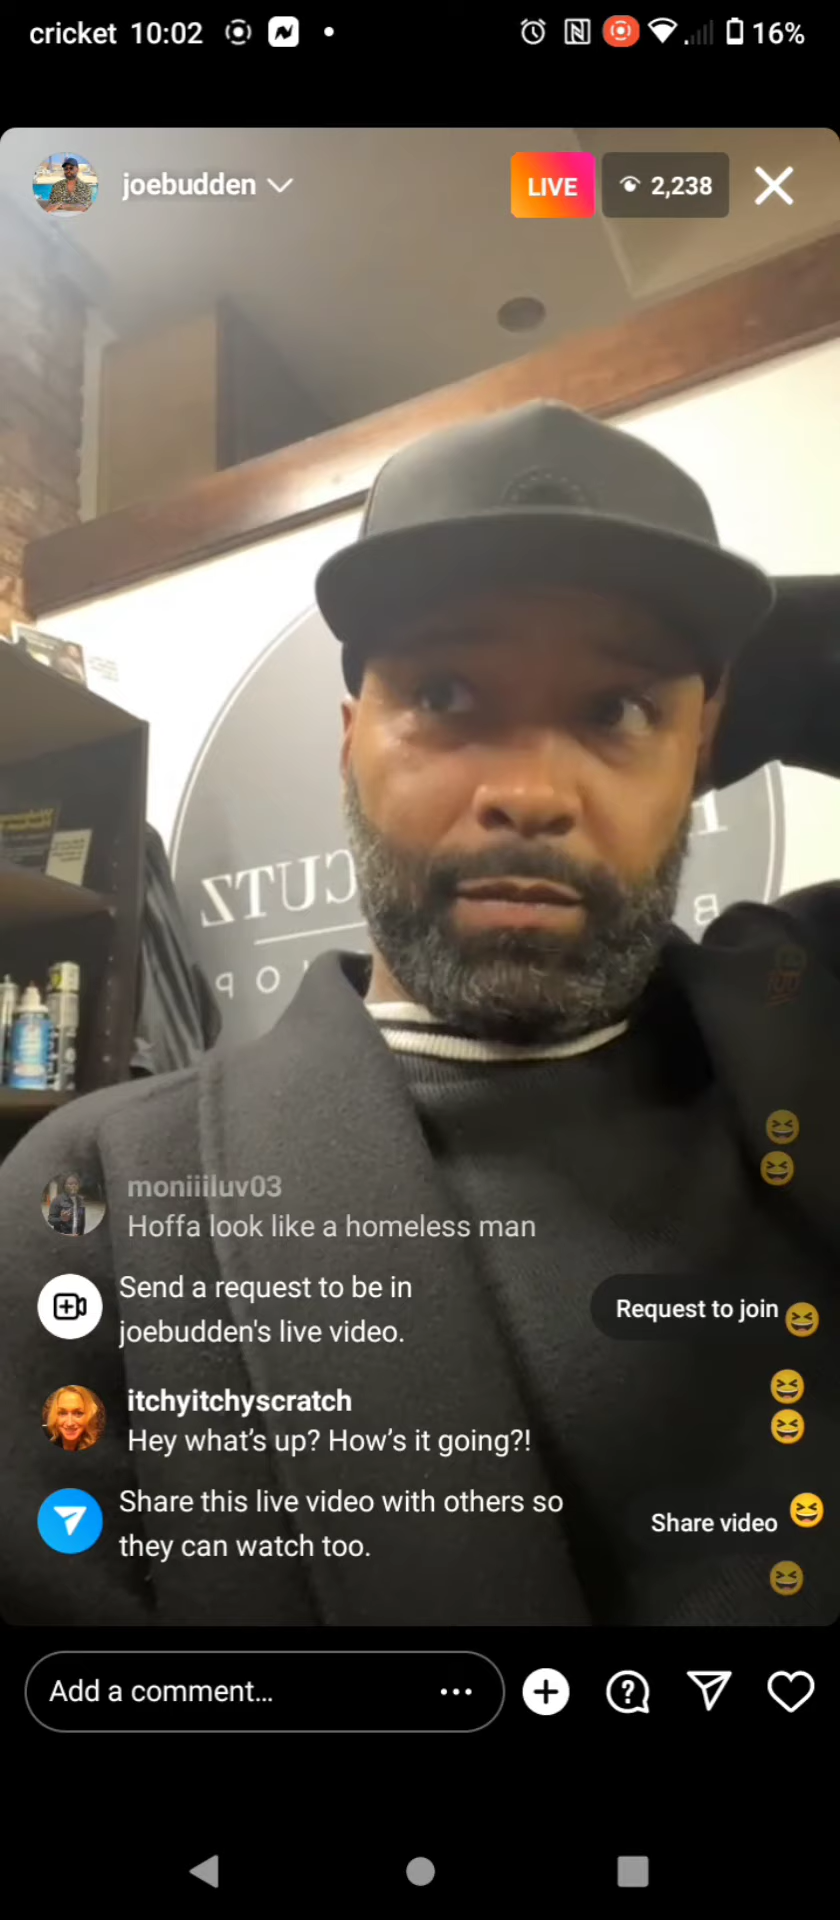 cricket 10:02
16%
joebudden
LIVE
2,238
CUTZ
B
O P
moniiiluv03
Hoffa look like a homeless man
Send a request to be in
joebudden's live video.
Request to join
itchyitchyscratch
Hey what's up? How's it going?!
Share this live video with others so
they can watch too.
Share video
Add a comment...